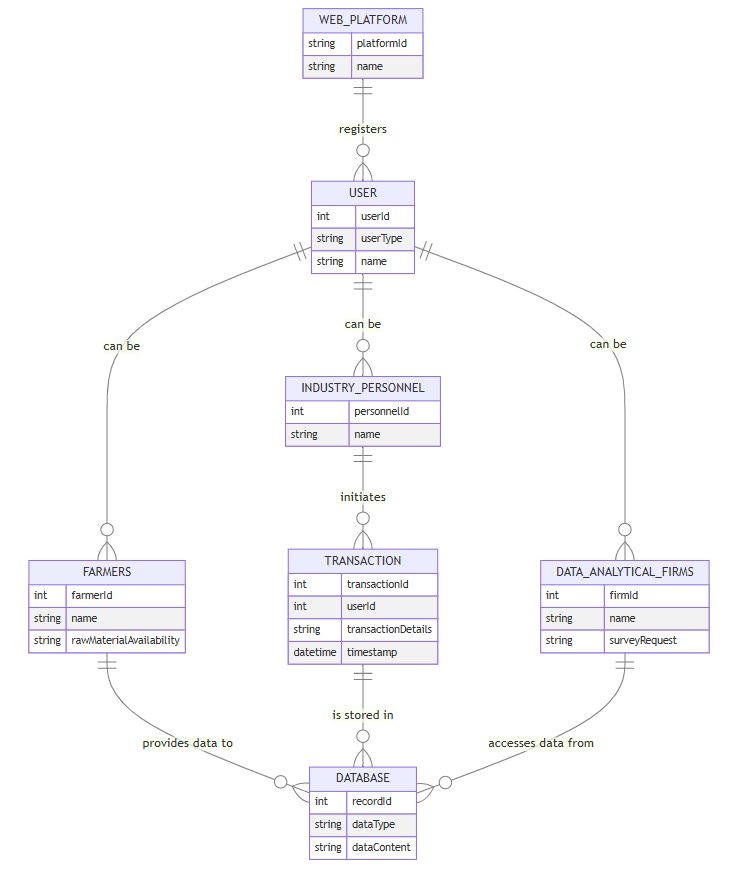 WEB_PLATFORM
string platformId
string name
registers
USER
int userId
string userType
string name
can be
can be
can be
INDUSTRY_PERSONNEL
int personnelId
string name
initiates
FARMERS
int farmerId
string name
string rawMaterialAvailability
TRANSACTION
int transactionId
int userId
string transactionDetails
datetime timestamp
DATA_ANALYTICAL_FIRMS
int firmId
string name
string surveyRequest
provides data to
is stored in
accesses data from
DATABASE
int recordId
string dataType
string dataContent